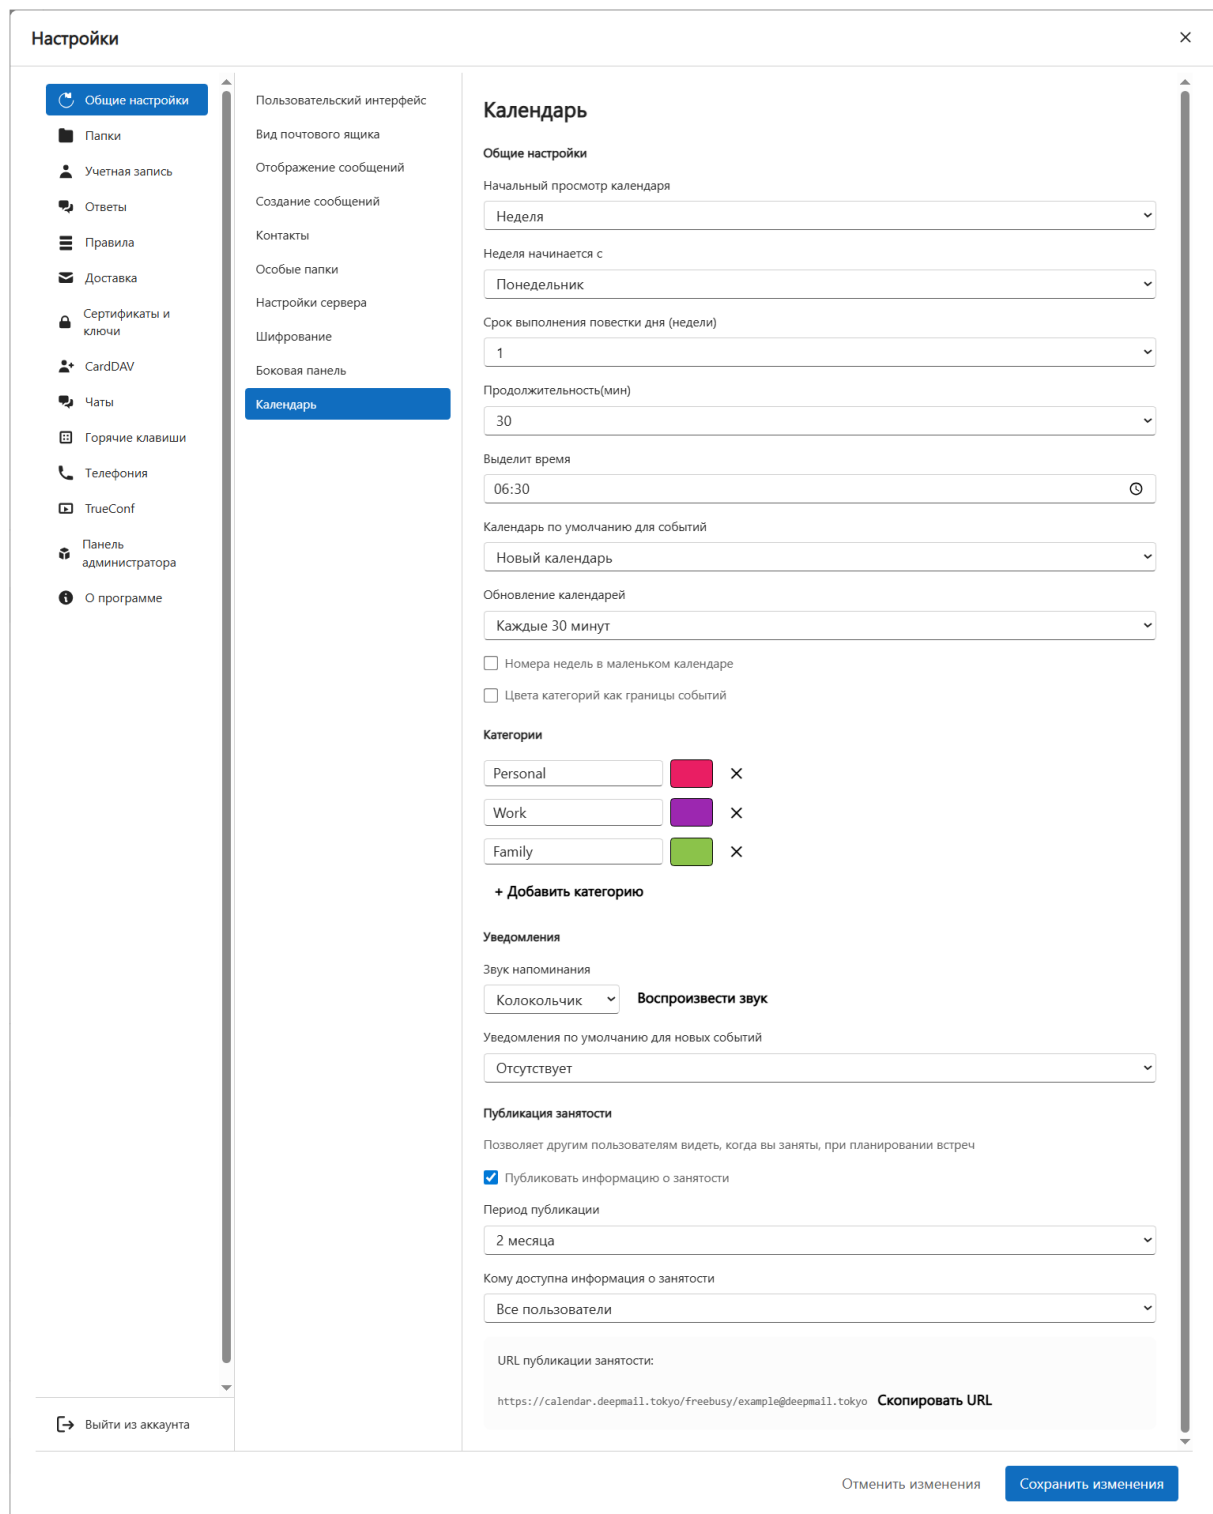 Настройки
Общие настройки
Папки
Учетная запись
Ответы
Правила
Доставка
Сертификаты и
ключи
CardDAV
Чаты
Горячие клавиши
Телефония
TrueConf
Панель
администратора
О программе
Выйти из аккаунта
Пользовательский интерфейс
Вид почтового ящика
Отображение сообщений
Создание сообщений
Контакты
Особые папки
Настройки сервера
Шифрование
Боковая панель
Календарь
Календарь
Общие настройки
Начальный просмотр календаря
Неделя
Неделя начинается с
Понедельник
Срок выполнения повестки дня (недели)
1
Продолжительность(мин)
30
Выделит время
06:30
Календарь по умолчанию для событий
Новый календарь
Обновление календарей
Каждые 30 минут
Номера недель в маленьком календаре
Цвета категорий как границы событий
Категории
Personal
Work
Family
+ Добавить категорию
Уведомления
Звук напоминания
Колокольчик Воспроизвести звук
Уведомления по умолчанию для новых событий
Отсутствует
Публикация занятости
Позволяет другим пользователям видеть, когда вы заняты, при планировании встреч
Публиковать информацию о занятости
Период публикации
2 месяца
Кому доступна информация о занятости
Все пользователи
URL публикации занятости:
https://calendar.deepmail.tokyo/freebusy/example@deepmail.tokyo Скопировать URL
Отменить изменения Сохранить изменения